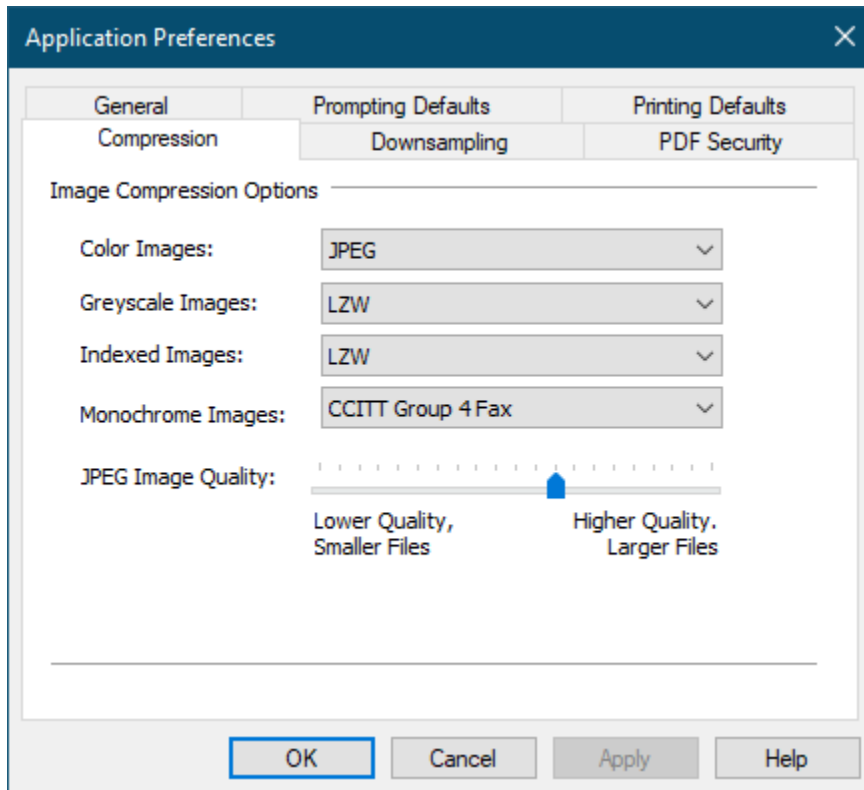 Application Preferences
General Prompting Defaults Printing Defaults
Compression Downsampling PDF Security
Image Compression Options
Color Images: JPEG
Greyscale Images: LZW
Indexed Images: LZW
Monochrome Images: CCITT Group 4 Fax
JPEG Image Quality:
Lower Quality, Higher Quality.
Smaller Files Larger Files
OK Cancel Apply Help